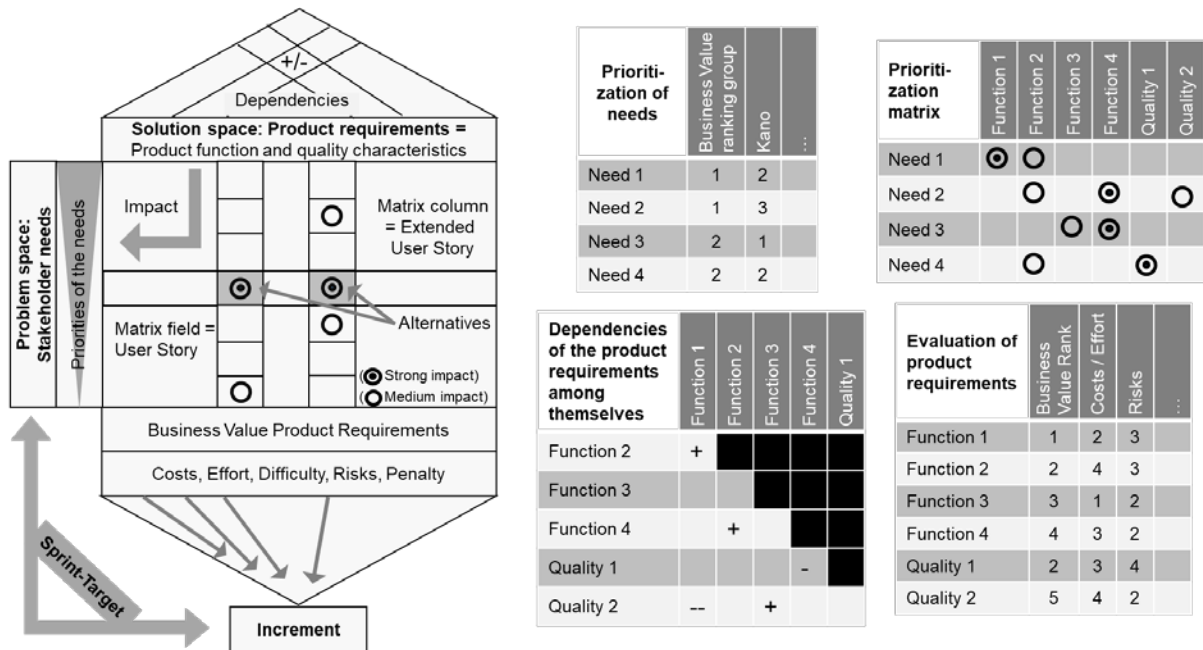 +/-
Dependencies
Solution space: Product requirements =
Product function and quality characteristics
Problem space:
Stakeholder needs
Priorities of the needs
Impact
Matrix column
= Extended
User Story
Alternatives
Matrix field =
User Story
( Strong impact)
( Medium impact)
Business Value Product Requirements
Costs, Effort, Difficulty, Risks, Penalty
Sprint-Target
Increment
Prioriti-
zation of
needs
Business Value
ranking group
Kano
...
Need 1 1 2
Need 2 1 3
Need 3 2 1
Need 4 2 2
Prioriti-
zation
matrix
Function 1
Function 2
Function 3
Function 4
Quality 1
Quality 2
Need 1
Need 2
Need 3
Need 4
Dependencies
of the product
requirements
among
themselves
Function 1
Function 2
Function 3
Function 4
Quality 1
Function 2 +
Function 3
Function 4 +
Quality 1 -
Quality 2 -- +
Evaluation of
product
requirements
Business
Value Rank
Costs / Effort
Risks
...
Function 1 1 2 3
Function 2 2 4 3
Function 3 3 1 2
Function 4 4 3 2
Quality 1 2 3 4
Quality 2 5 4 2